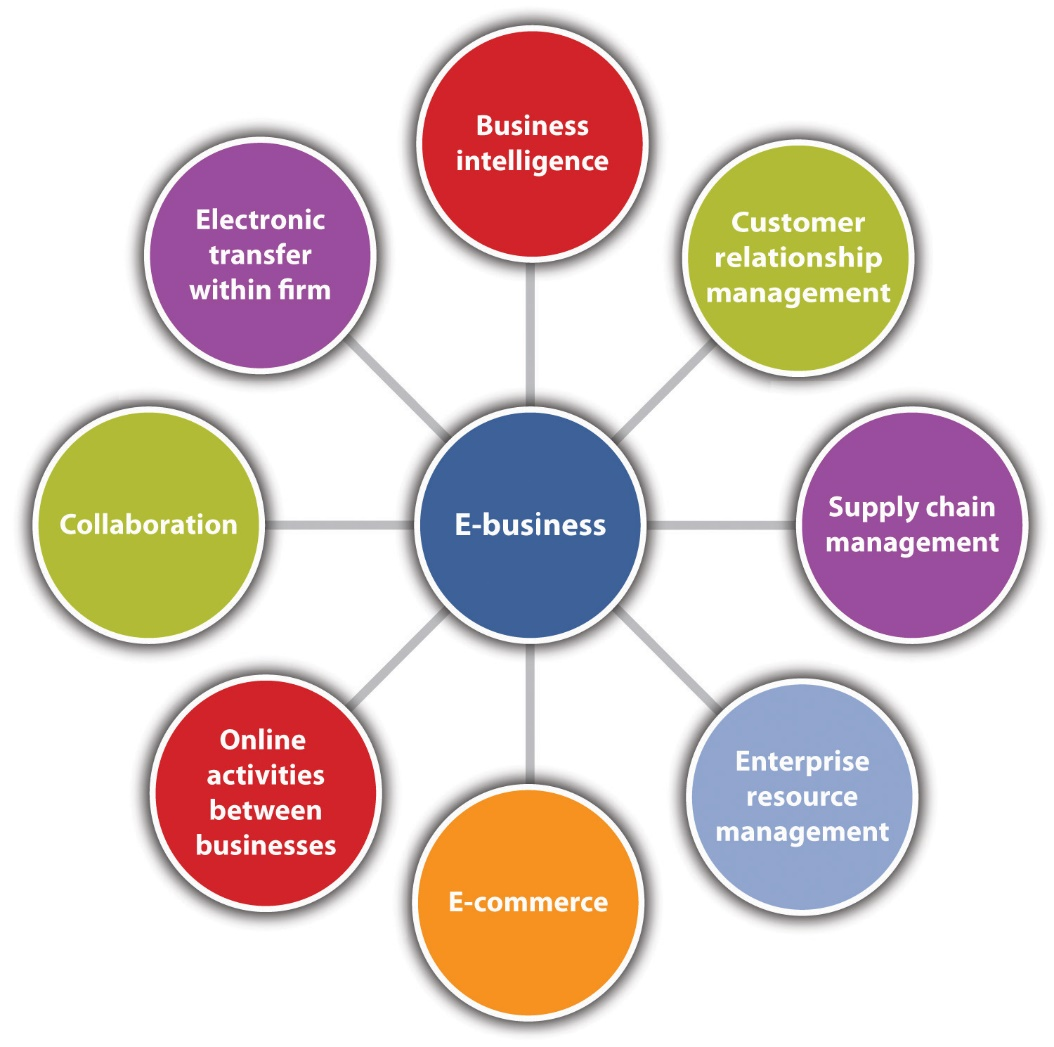 Business
intelligence
Customer
relationship
management
Supply chain
management
Enterprise
resource
management
E-commerce
Online
activities
between
businesses
Collaboration
Electronic
transfer
within firm
E-business